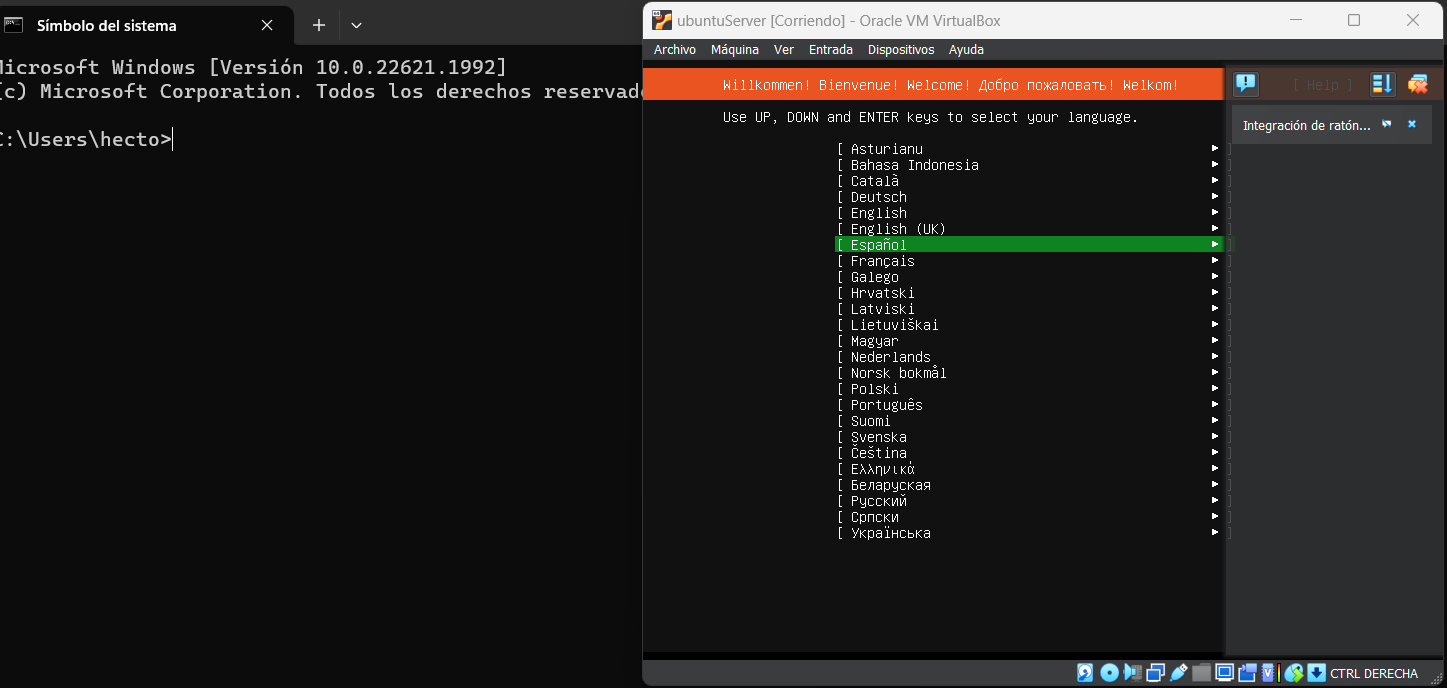 Símbolo del sistema
Microsoft Windows [Versión 10.0.22621.1992]
(c) Microsoft Corporation. Todos los derechos reservado
C:\Users\hecto>
ubuntuServer [Corriendo] - Oracle VM VirtualBox
Archivo Máquina Ver Entrada Dispositivos Ayuda
Willkommen! Bienvenue! Welcome! Добро пожаловать! Welkom!
[ Help ]
Use UP, DOWN and ENTER keys to select your language.
Integración de ratón...
[ Asturianu ► ]
[ Bahasa Indonesia ► ]
[ Català ► ]
[ Deutsch ► ]
[ English ► ]
[ English (UK) ► ]
[ Español ► ]
[ Français ► ]
[ Galego ► ]
[ Hrvatski ► ]
[ Latviski ► ]
[ Lietuviškai ► ]
[ Magyar ► ]
[ Nederlands ► ]
[ Norsk bokmål ► ]
[ Polski ► ]
[ Português ► ]
[ Suomi ► ]
[ Svenska ► ]
[ Čeština ► ]
[ Ελληνικά ► ]
[ Беларуская ► ]
[ Русский ► ]
[ Српски ► ]
[ Українська ► ]
CTRL DERECHA